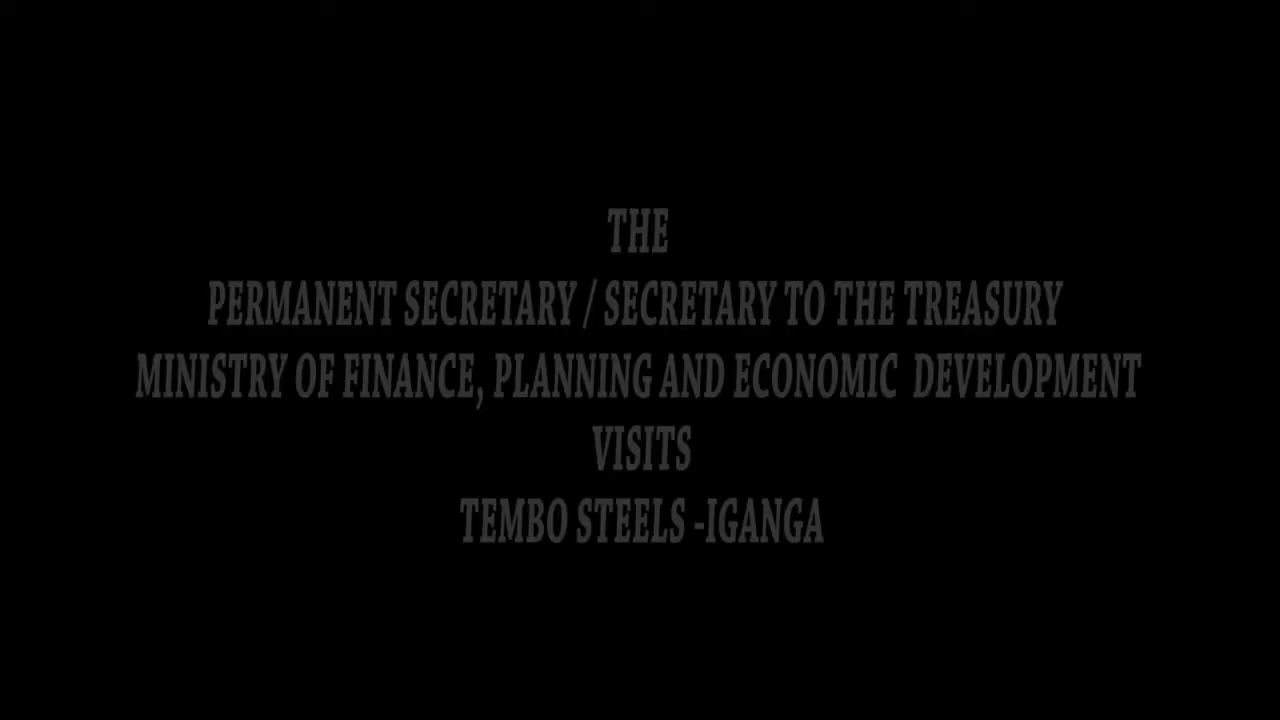 THE
PERMANENT SECRETARY / SECRETARY TO THE TREASURY
MINISTRY OF FINANCE, PLANNING AND ECONOMIC DEVELOPMENT
VISITS
TEMBO STEELS -IGANGA